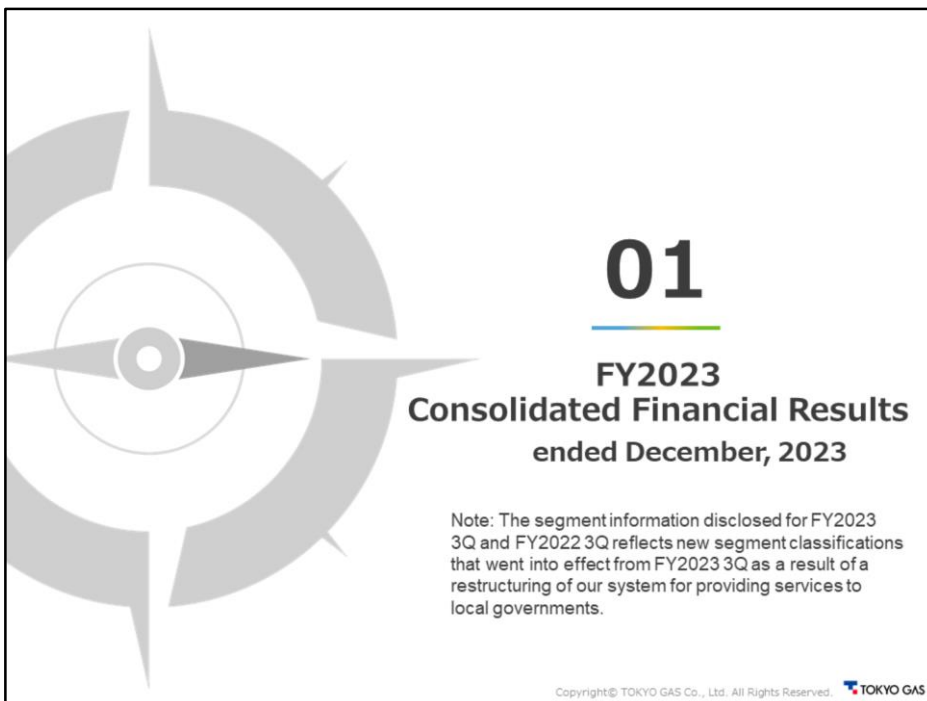 01
FY2023
Consolidated Financial Results
ended December, 2023
Note: The segment information disclosed for FY2023
3Q and FY2022 3Q reflects new segment classifications
that went into effect from FY2023 3Q as a result of a
restructuring of our system for providing services to
local governments.
Copyright© TOKYO GAS Co., Ltd. All Rights Reserved. TOKYO GAS